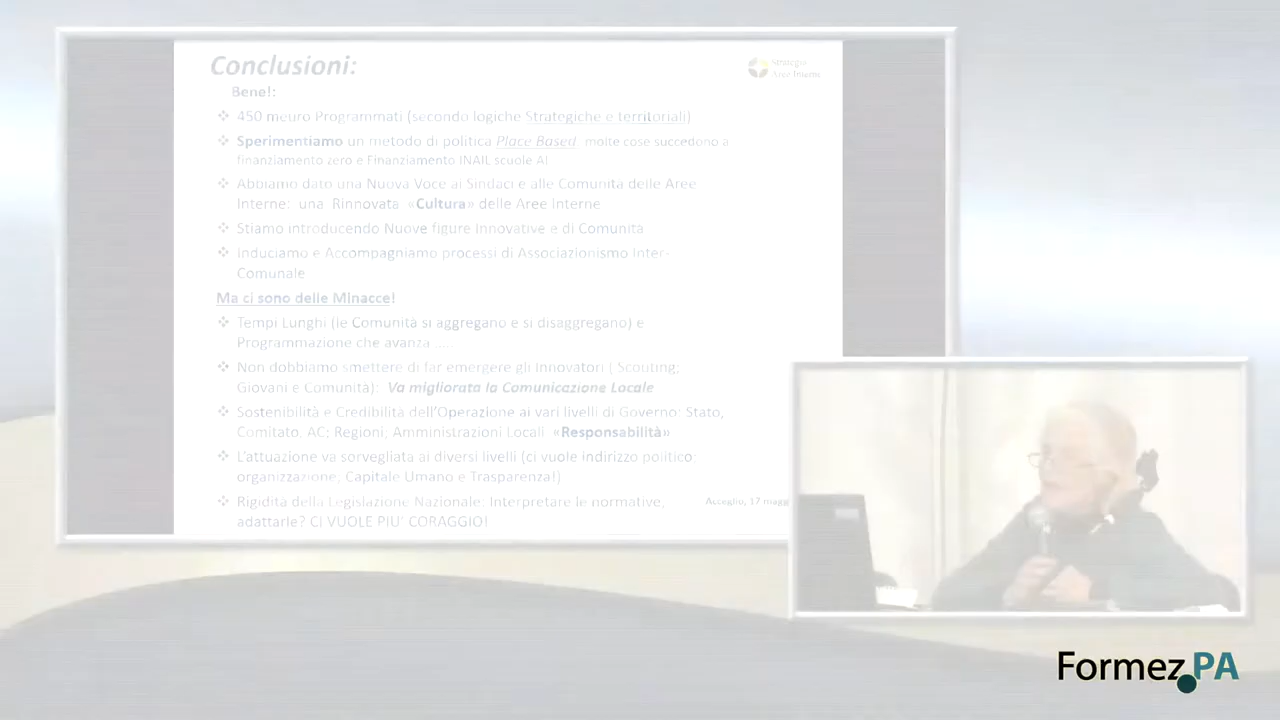 Conclusioni:
Strategia
Aree Interne
Bene!:
❖ 450 meuro Programmati (secondo logiche Strategiche e territoriali)
❖ Sperimentiamo un metodo di politica Place Based: molte cose succedono a
finanziamento zero e Finanziamento INAIL scuole AI
❖ Abbiamo dato una Nuova Voce ai Sindaci e alle Comunità delle Aree
Interne: una Rinnovata «Cultura» delle Aree Interne
❖ Stiamo introducendo Nuove figure Innovative e di Comunità
❖ Induciamo e Accompagniamo processi di Associazionismo Inter-
Comunale
Ma ci sono delle Minacce!
❖ Tempi Lunghi (le Comunità si aggregano e si disaggregano) e
Programmazione che avanza .....
❖ Non dobbiamo smettere di far emergere gli Innovatori ( Scouting;
Giovani e Comunità): Va migliorata la Comunicazione Locale
❖ Sostenibilità e Credibilità dell'Operazione ai vari livelli di Governo: Stato,
Comitato, AC; Regioni; Amministrazioni Locali «Responsabilità»
❖ L'attuazione va sorvegliata ai diversi livelli (ci vuole indirizzo politico;
organizzazione, Capitale Umano e Trasparenza!)
❖ Rigidità della Legislazione Nazionale: Interpretare le normative,
adattarle? CI VUOLE PIU' CORAGGIO!
Acceglio, 17 magg
Formez.PA